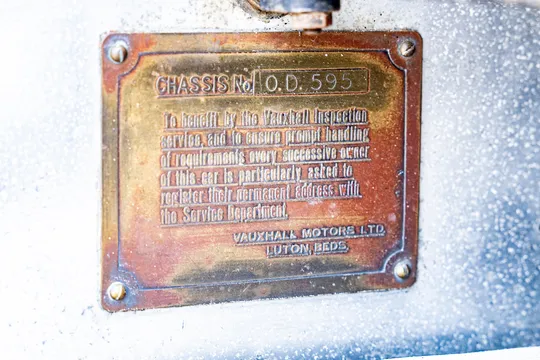 CHASSIS No. O.D. 595
To benefit by the Vauxhall Inspection
service, and to ensure prompt handling
of requirements every successive owner
of this car is particularly asked to
register their permanent address with
the Service Department.
VAUXHALL MOTORS LTD
LUTON, BEDS.